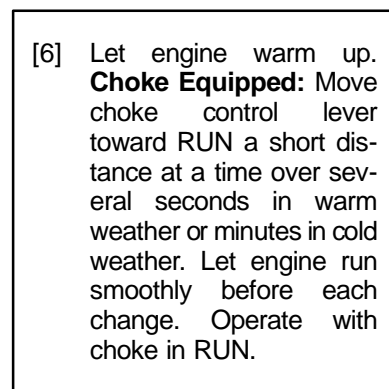 [6] Let engine warm up.
Choke Equipped: Move
choke control lever
toward RUN a short dis-
tance at a time over sev-
eral seconds in warm
weather or minutes in cold
weather. Let engine run
smoothly before each
change. Operate with
choke in RUN.